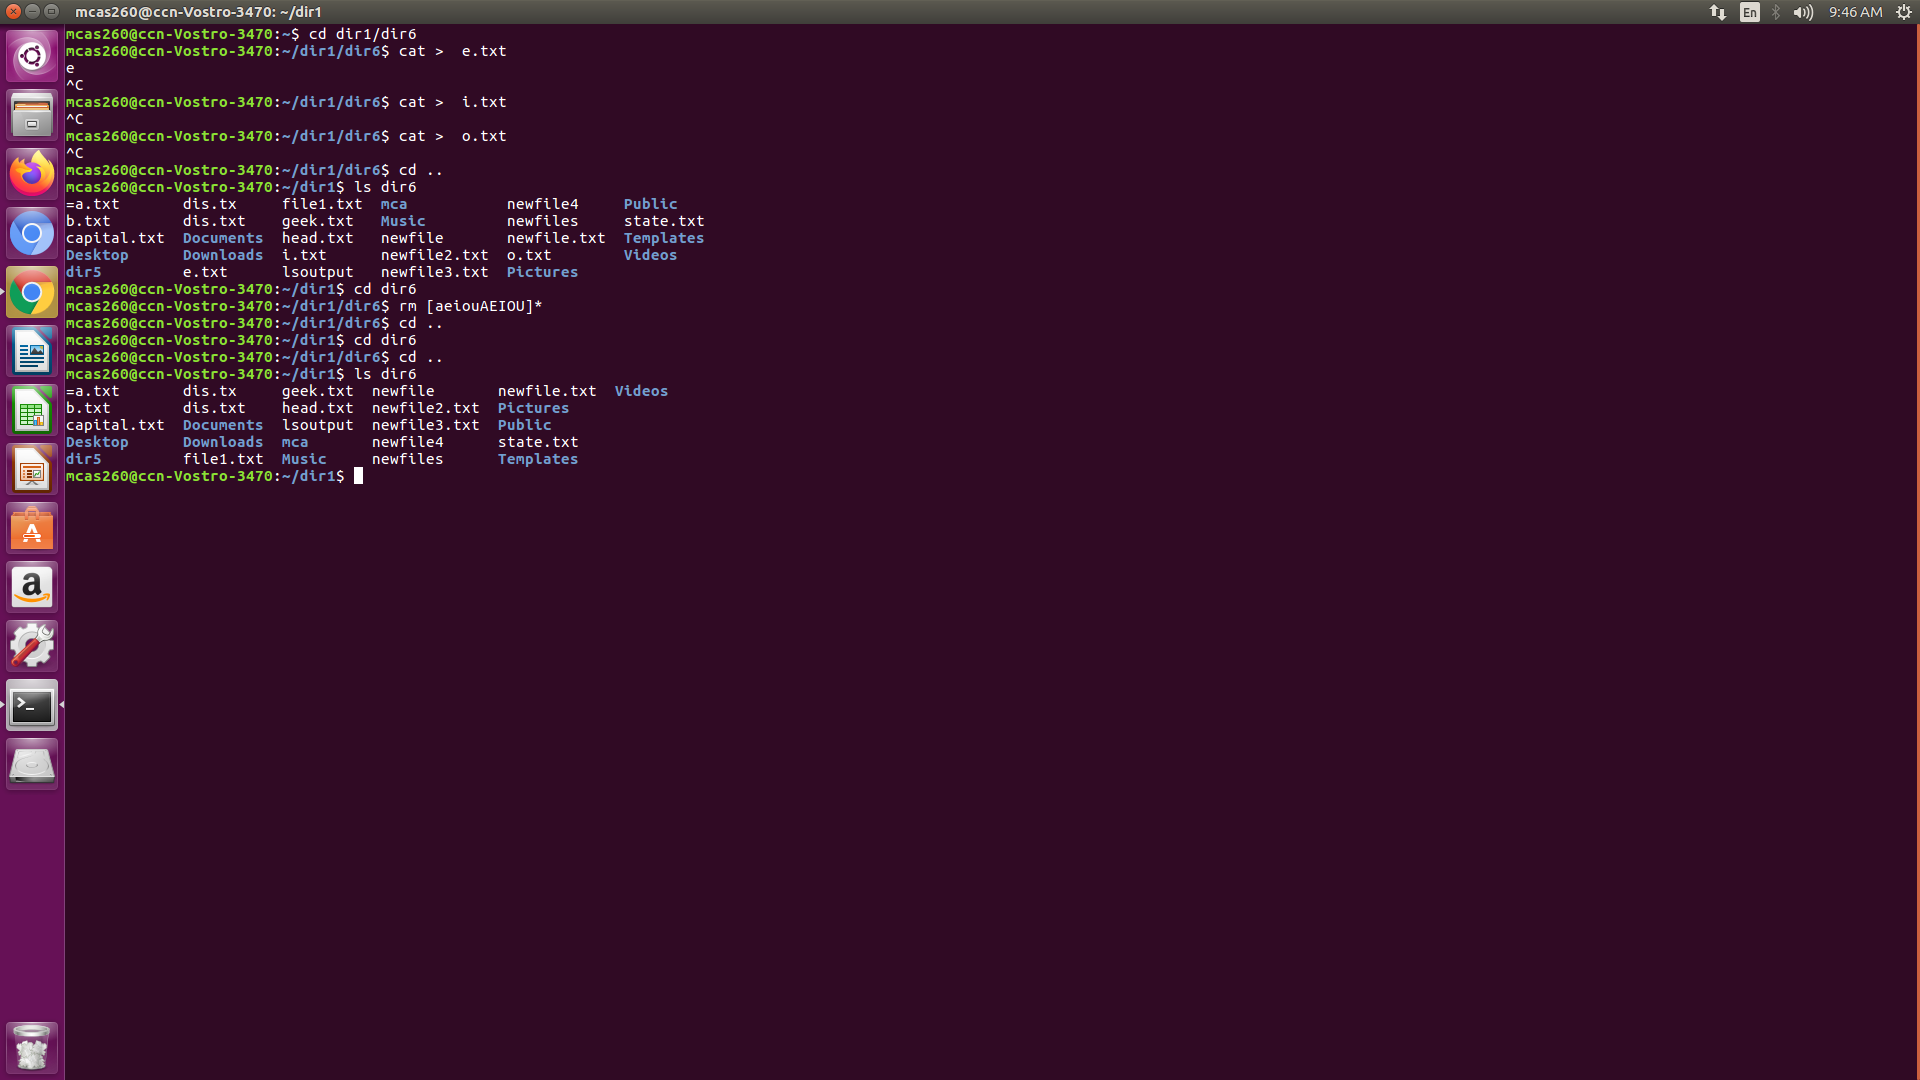 mcas260@ccn-Vostro-3470: ~/dir1
En
9:46 AM
mcas260@ccn-Vostro-3470:~$ cd dir1/dir6
mcas260@ccn-Vostro-3470:~/dir1/dir6$ cat >  e.txt
e
^C
mcas260@ccn-Vostro-3470:~/dir1/dir6$ cat >  i.txt
^C
mcas260@ccn-Vostro-3470:~/dir1/dir6$ cat >  o.txt
^C
mcas260@ccn-Vostro-3470:~/dir1/dir6$ cd ..
mcas260@ccn-Vostro-3470:~/dir1$ ls dir6
=a.txt       dis.tx     file1.txt  mca           newfile4     Public
b.txt        dis.txt    geek.txt   Music         newfiles     state.txt
capital.txt  Documents  head.txt   newfile       newfile.txt  Templates
Desktop      Downloads  i.txt      newfile2.txt  o.txt        Videos
dir5         e.txt      lsoutput   newfile3.txt  Pictures
mcas260@ccn-Vostro-3470:~/dir1$ cd dir6
mcas260@ccn-Vostro-3470:~/dir1/dir6$ rm [aeiouAEIOU]*
mcas260@ccn-Vostro-3470:~/dir1/dir6$ cd ..
mcas260@ccn-Vostro-3470:~/dir1$ cd dir6
mcas260@ccn-Vostro-3470:~/dir1/dir6$ cd ..
mcas260@ccn-Vostro-3470:~/dir1$ ls dir6
=a.txt       dis.tx     geek.txt  newfile       newfile.txt  Videos
b.txt        dis.txt    head.txt  newfile2.txt  Pictures
capital.txt  Documents  lsoutput  newfile3.txt  Public
Desktop      Downloads  mca       newfile4      state.txt
dir5         file1.txt  Music     newfiles      Templates
mcas260@ccn-Vostro-3470:~/dir1$